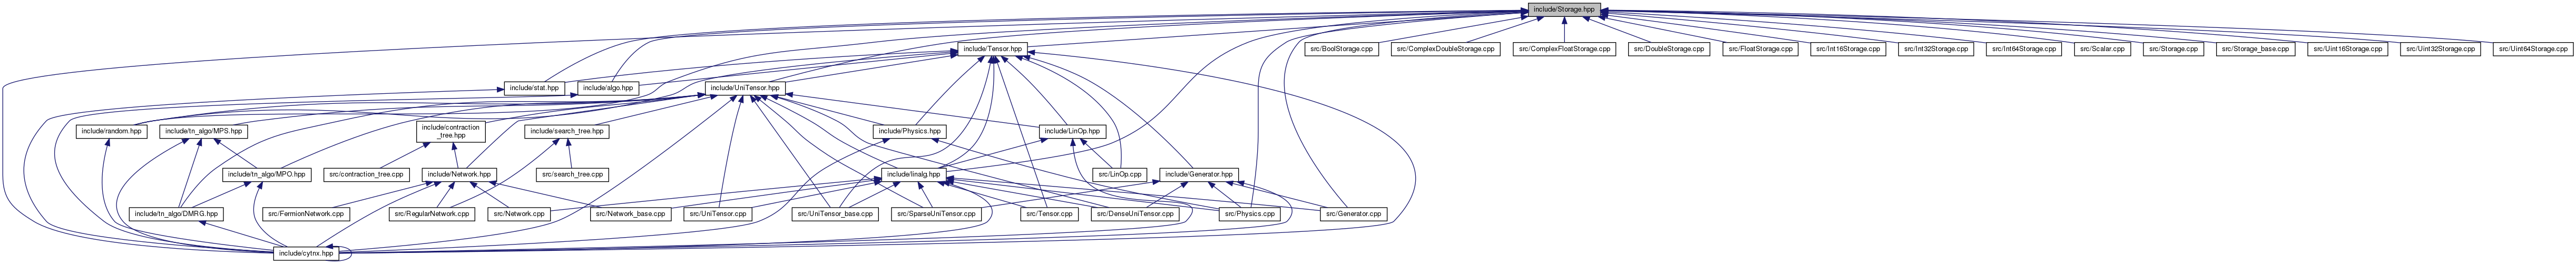 include/Storage.hpp
include/Tensor.hpp
src/BoolStorage.cpp
src/ComplexDoubleStorage.cpp
src/ComplexFloatStorage.cpp
src/DoubleStorage.cpp
src/FloatStorage.cpp
src/Int16Storage.cpp
src/Int32Storage.cpp
src/Int64Storage.cpp
src/Scalar.cpp
src/Storage.cpp
src/Storage_base.cpp
src/Uint16Storage.cpp
src/Uint32Storage.cpp
src/Uint64Storage.cpp
include/stat.hpp
include/algo.hpp
include/UniTensor.hpp
include/random.hpp
include/tn_algo/MPS.hpp
include/contraction
_tree.hpp
include/search_tree.hpp
include/Physics.hpp
include/LinOp.hpp
include/tn_algo/MPO.hpp
src/contraction_tree.cpp
include/Network.hpp
src/search_tree.cpp
include/linalg.hpp
src/LinOp.cpp
include/Generator.hpp
include/tn_algo/DMRG.hpp
src/FermionNetwork.cpp
src/RegularNetwork.cpp
src/Network.cpp
src/Network_base.cpp
src/UniTensor.cpp
src/UniTensor_base.cpp
src/SparseUniTensor.cpp
src/Tensor.cpp
src/DenseUniTensor.cpp
src/Physics.cpp
src/Generator.cpp
include/cytnx.hpp